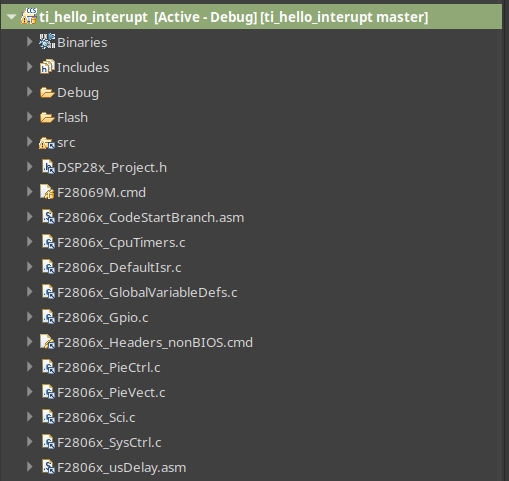 ti_hello_interupt [Active - Debug] [ti_hello_interupt master]
Binaries
Includes
Debug
Flash
src
DSP28x_Project.h
F28069M.cmd
F2806x_CodeStartBranch.asm
F2806x_CpuTimers.c
F2806x_DefaultIsr.c
F2806x_GlobalVariableDefs.c
F2806x_Gpio.c
F2806x_Headers_nonBIOS.cmd
F2806x_PieCtrl.c
F2806x_PieVect.c
F2806x_Sci.c
F2806x_SysCtrl.c
F2806x_usDelay.asm